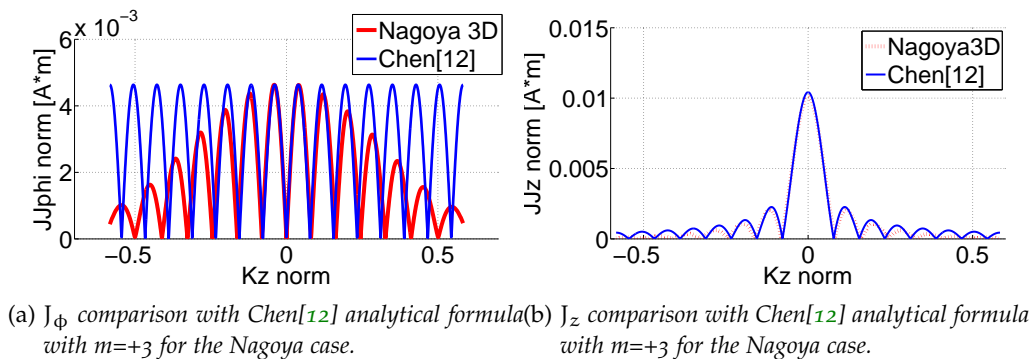 6 x 10^{-3}
Nagoya 3D
Chen[12]
JJphi norm [A*m]
4
2
0
−0.5 0 0.5
Kz norm
0.015
Nagoya3D
Chen[12]
JJz norm [A*m]
0.01
0.005
0
−0.5 0 0.5
Kz norm
(a) J_ϕ comparison with Chen[12] analytical formula
with m=+3 for the Nagoya case.
(b) J_z comparison with Chen[12] analytical formula
with m=+3 for the Nagoya case.